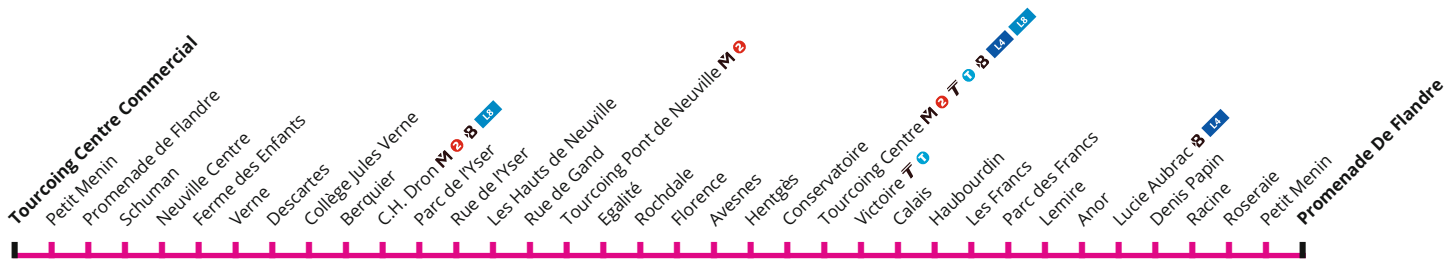 Tourcoing Centre Commercial
Petit Menin
Promenade de Flandre
Schuman
Neuville Centre
Ferme des Enfants
Verne
Descartes
Collège Jules Verne
Berquier
C.H. Dron M 2 B L8
Parc de l'Yser
Rue de l'Yser
Les Hauts de Neuville
Rue de Gand
Tourcoing Pont de Neuville M 2
Egalité
Rochdale
Florence
Avesnes
Hentgès
Conservatoire
Tourcoing Centre M 2 T T B L4 L8
Victoire T T
Calais
Haubourdin
Les Francs
Parc des Francs
Lemire
Anor
Lucie Aubrac B L4
Denis Papin
Racine
Roseraie
Petit Menin
Promenade De Flandre